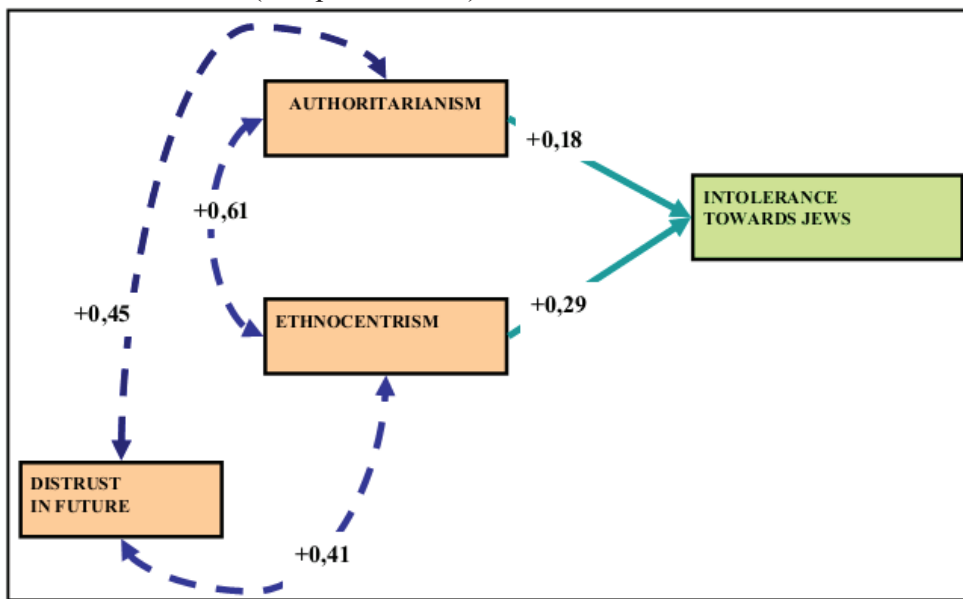 AUTHORITARIANISM
+0,18
INTOLERANCE
TOWARDS JEWS
+0,61
+0,45
ETHNOCENTRISM
+0,29
DISTRUST
IN FUTURE
+0,41